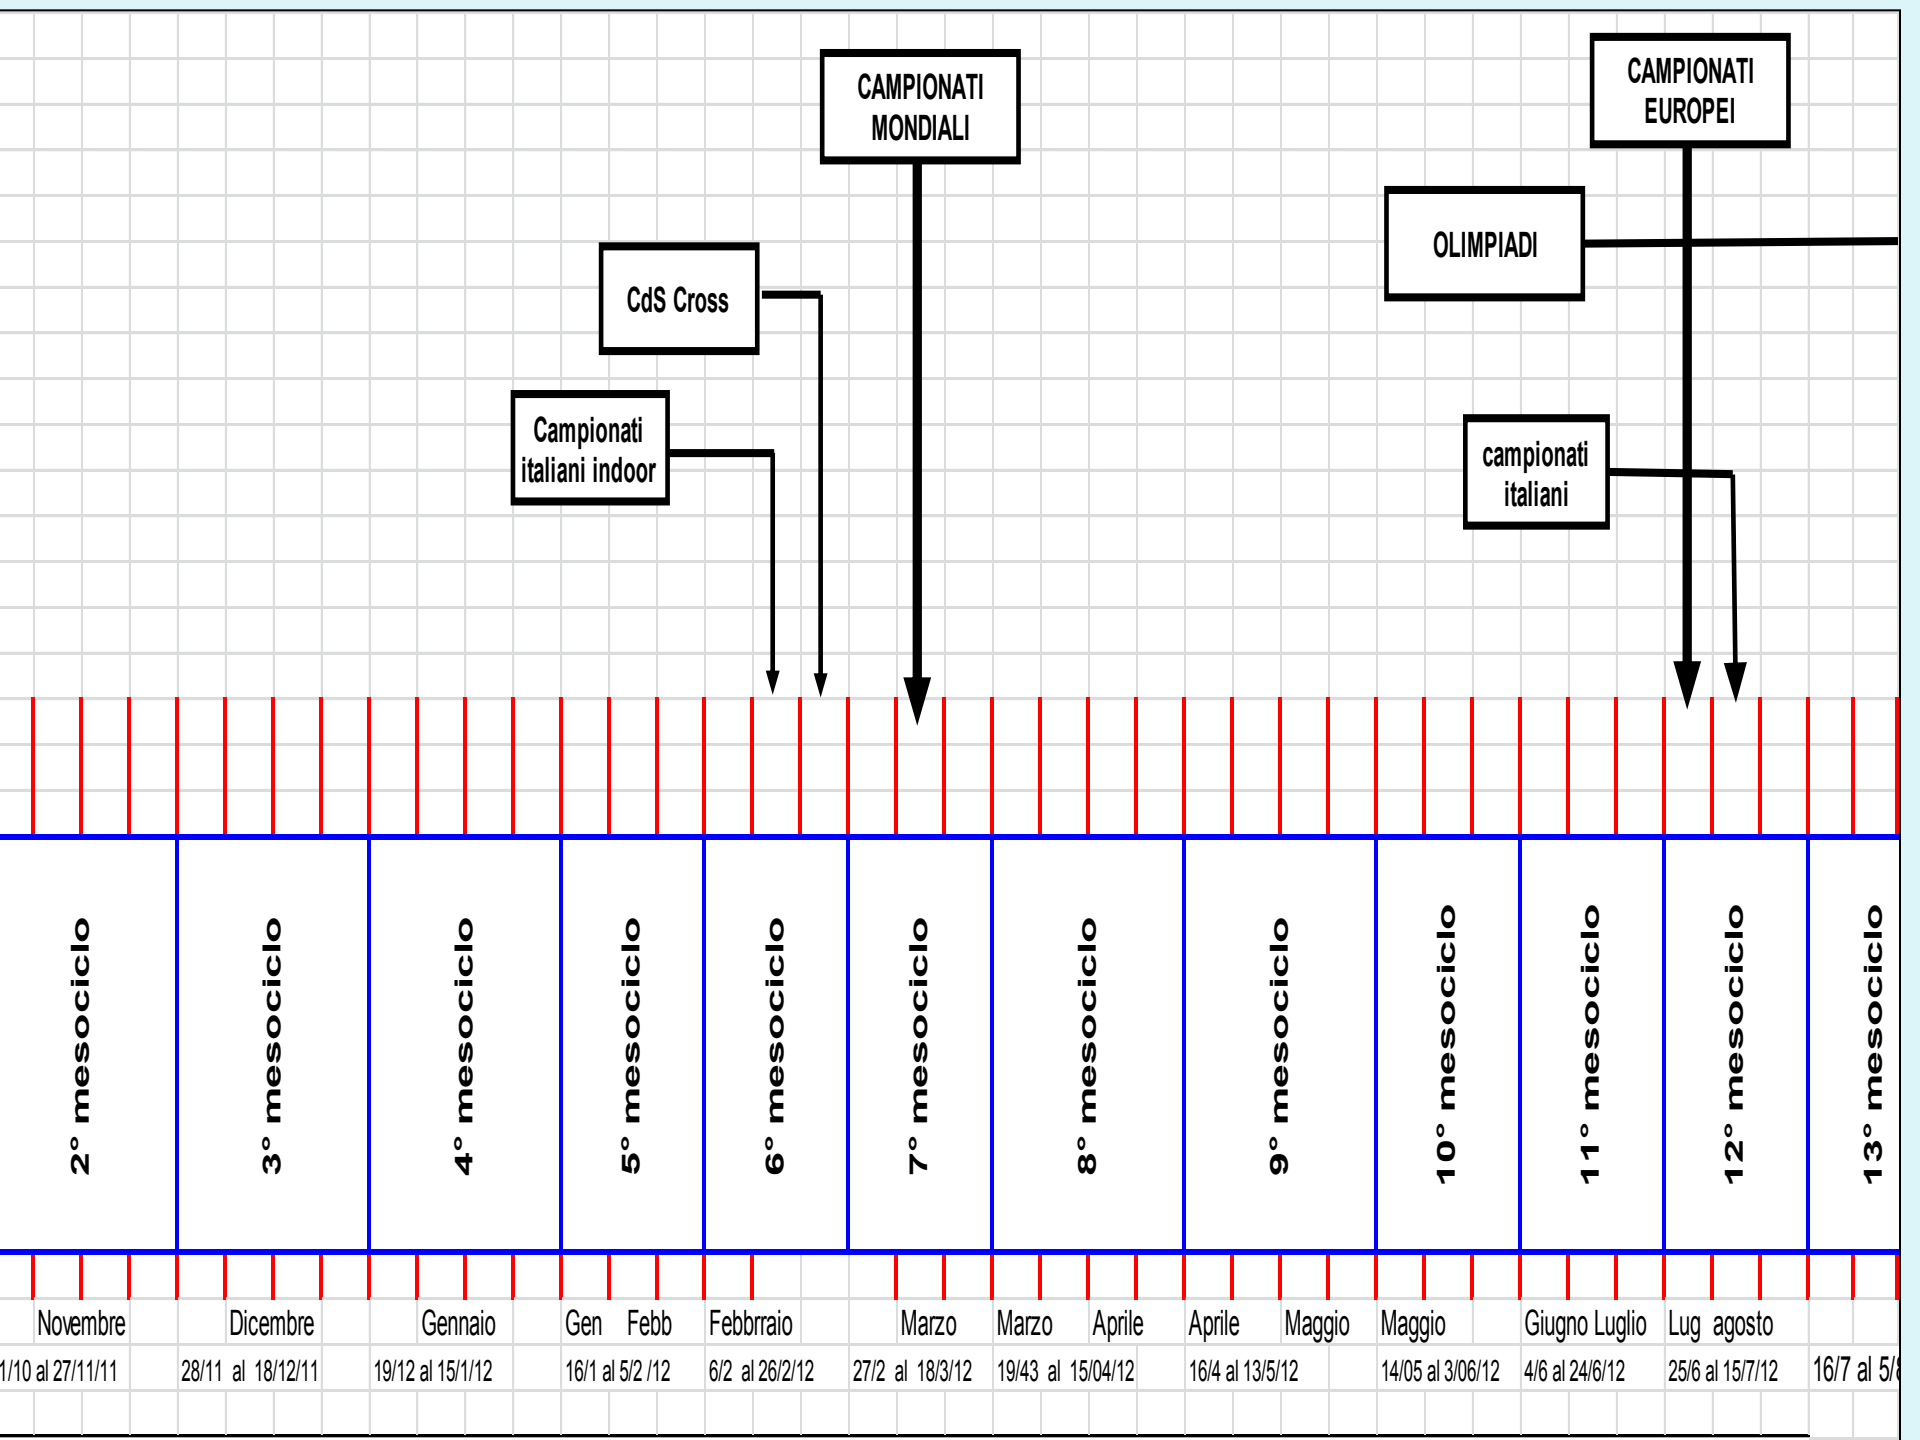 CAMPIONATI
MONDIALI
CAMPIONATI
EUROPEI
OLIMPIADI
CdS Cross
Campionati
italiani indoor
campionati
italiani
2° mesociclo
3° mesociclo
4° mesociclo
5° mesociclo
6° mesociclo
7° mesociclo
8° mesociclo
9° mesociclo
10° mesociclo
11° mesociclo
12° mesociclo
13° mesociclo
Novembre Dicembre Gennaio Gen Febb Febbrraio Marzo Marzo Aprile Aprile Maggio Maggio Giugno Luglio Lug agosto
1/10 al 27/11/11 28/11 al 18/12/11 19/12 al 15/1/12 16/1 al 5/2 /12 6/2 al 26/2/12 27/2 al 18/3/12 19/43 al 15/04/12 16/4 al 13/5/12 14/05 al 3/06/12 4/6 al 24/6/12 25/6 al 15/7/12 16/7 al 5/8